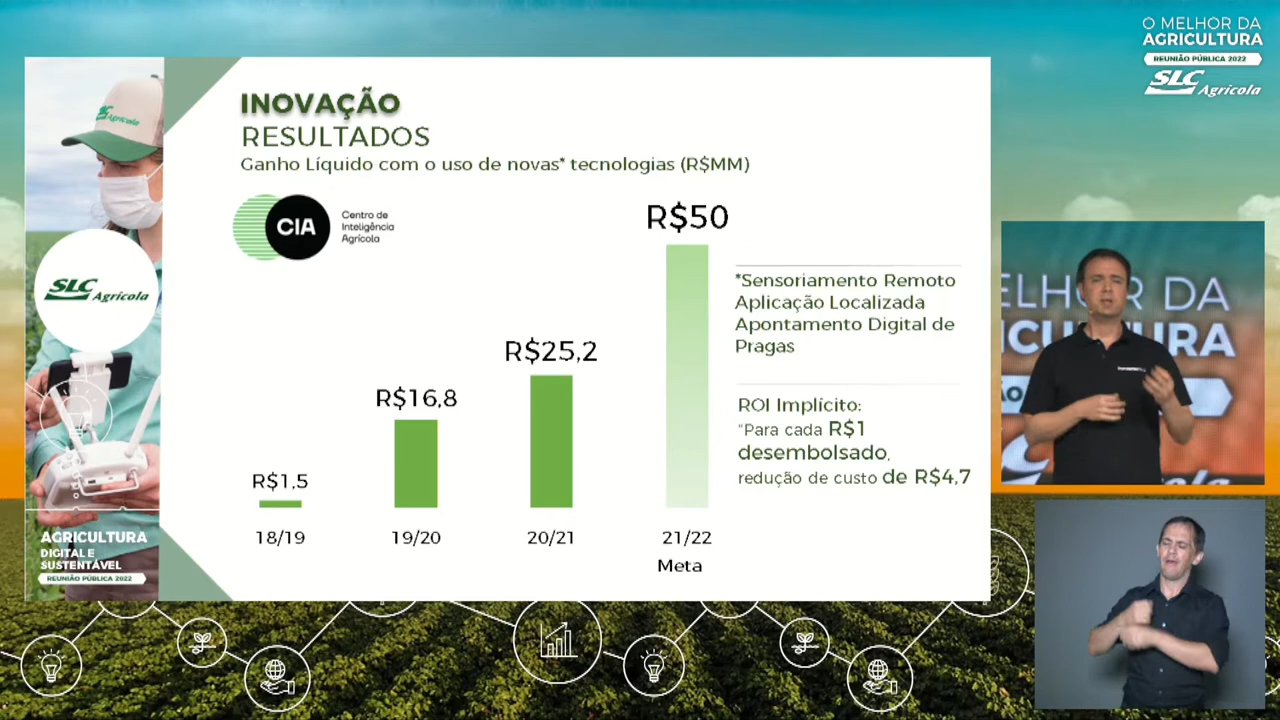 O MELHOR DA
AGRICULTURA
REUNIÃO PÚBLICA 2022
SLC Agrícola
INOVAÇÃO
RESULTADOS
Ganho Líquido com o uso de novas* tecnologias (R$MM)
CIA
Centro de
Inteligência
Agrícola
R$1,5
R$16,8
R$25,2
R$50
18/19
19/20
20/21
21/22
Meta
*Sensoriamento Remoto
Aplicação Localizada
Apontamento Digital de
Pragas
ROI Implícito:
“Para cada R$1
desembolsado,
redução de custo de R$4,7
SLC Agrícola
AGRICULTURA
DIGITAL E
SUSTENTÁVEL
REUNIÃO PÚBLICA 2022
ELHOR DA